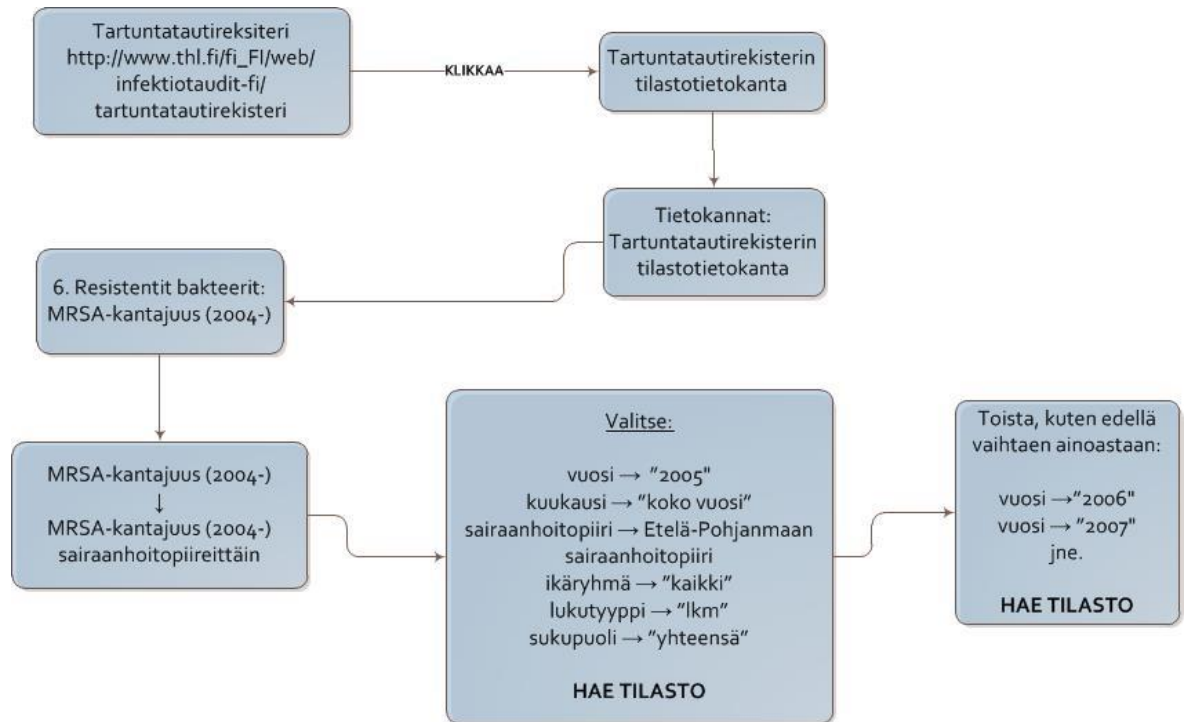 Tartuntatautireksiteri
http://www.thl.fi/fi_FI/web/
infektiotaudit-fi/
tartuntatautirekisteri
KLIKKAA
Tartuntatautirekisterin
tilastotietokanta
Tietokannat:
Tartuntatautirekisterin
tilastotietokanta
6. Resistentit bakteerit:
MRSA-kantajuus (2004-)
MRSA-kantajuus (2004-)
↓
MRSA-kantajuus (2004-)
sairaanhoitopiireittäin
Valitse:
vuosi → "2005"
kuukausi → "koko vuosi"
sairaanhoitopiiri → Etelä-Pohjanmaan
sairaanhoitopiiri
ikäryhmä → "kaikki"
lukutyyppi → "lkm"
sukupuoli → "yhteensä"
HAE TILASTO
Toista, kuten edellä
vaihtaen ainoastaan:
vuosi → "2006"
vuosi → "2007"
jne.
HAE TILASTO